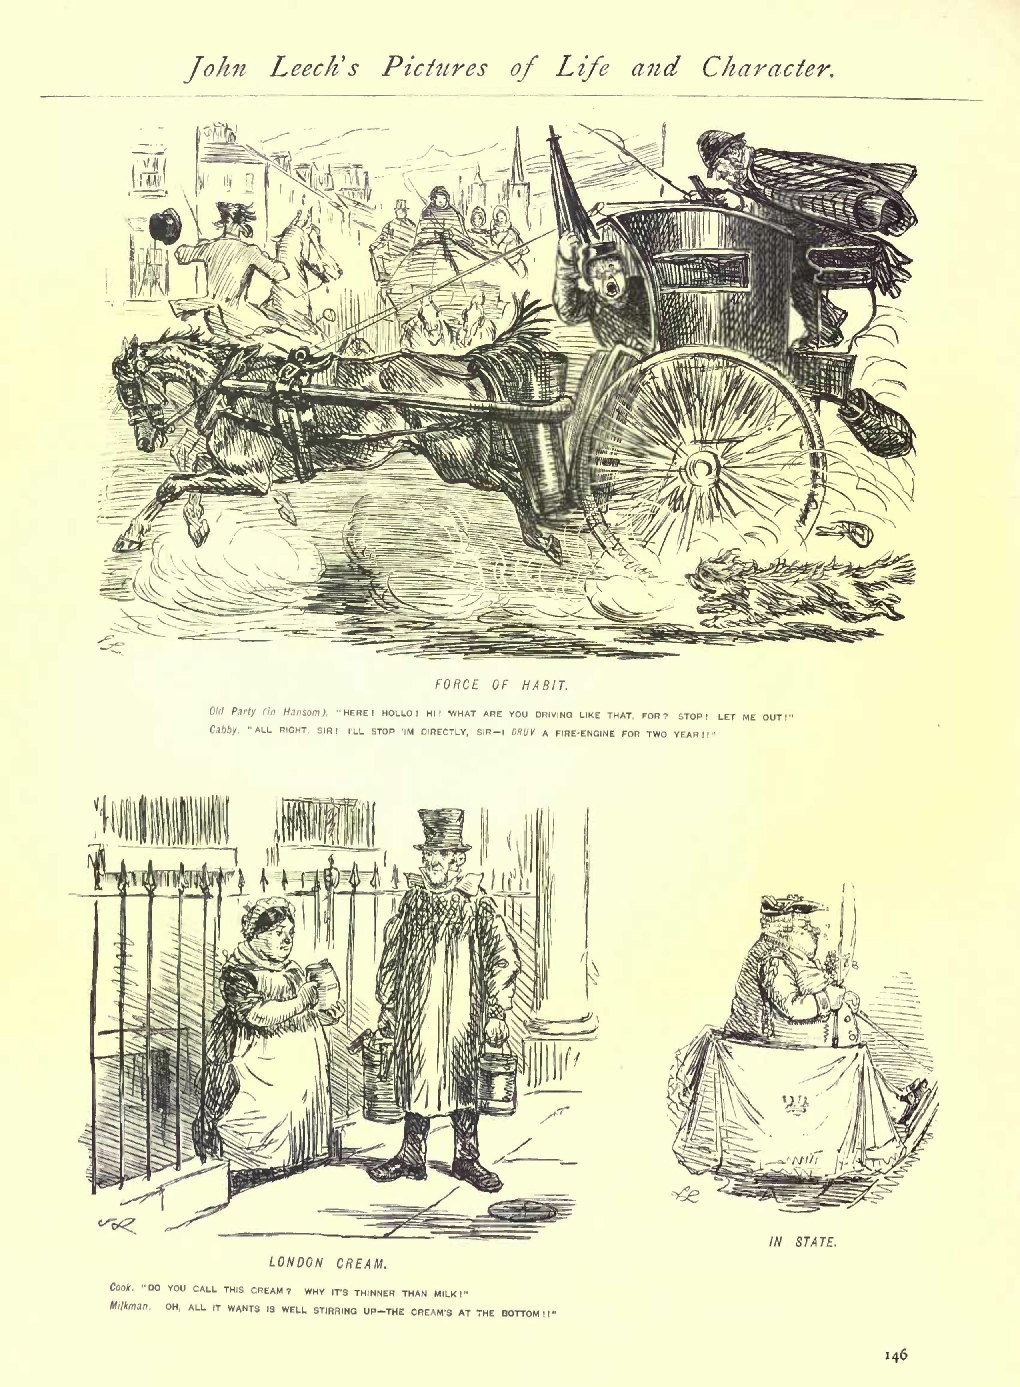 John Leech's Pictures of Life and Character.
FORCE OF HABIT.
Old Party (in Hansom). "HERE! HOLLO! HI! WHAT ARE YOU DRIVING LIKE THAT, FOR? STOP! LET ME OUT!"
Cabby. "ALL RIGHT, SIR! I'LL STOP 'IM DIRECTLY, SIR—I DRUV A FIRE-ENGINE FOR TWO YEAR!!"
LONDON CREAM.
Cook. "DO YOU CALL THIS CREAM? WHY IT'S THINNER THAN MILK!"
Milkman. OH, ALL IT WANTS IS WELL STIRRING UP—THE CREAM'S AT THE BOTTOM!!"
IN STATE.
146